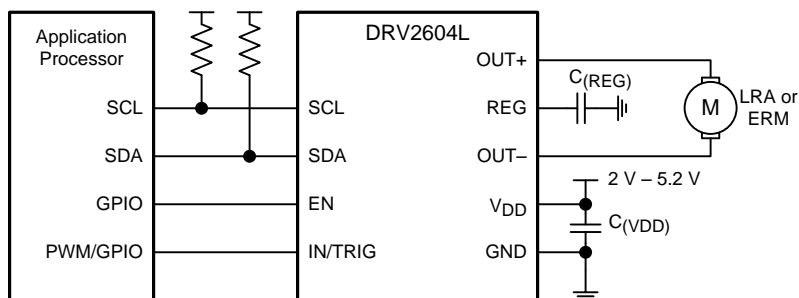 Application
Processor
SCL
SDA
GPIO
PWM/GPIO
DRV2604L
SCL
SDA
EN
IN/TRIG
OUT+
REG
OUT–
VDD
GND
C(REG)
M
LRA or
ERM
2 V – 5.2 V
C(VDD)